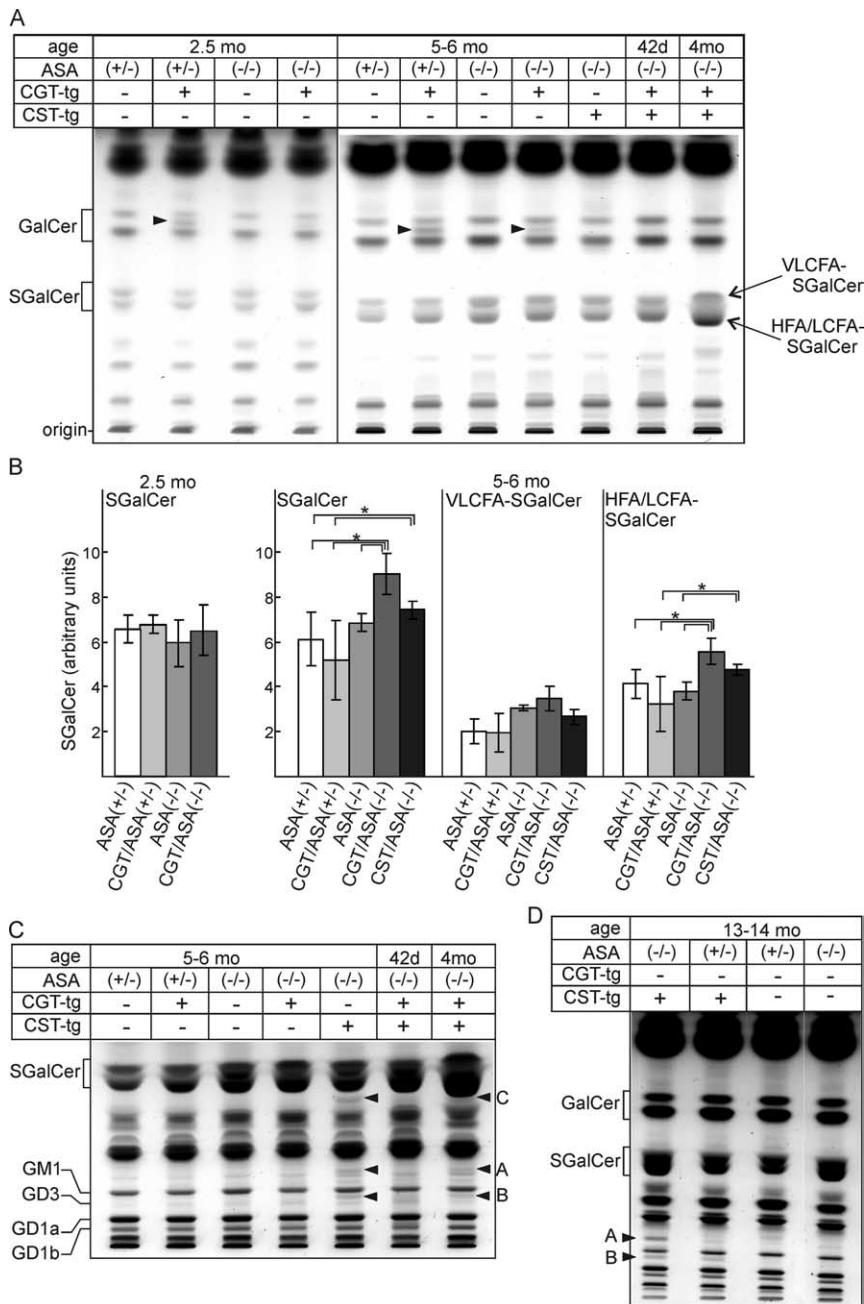 A
age 2.5 mo 5-6 mo 42d 4mo
ASA (+/-) (+/-) (-/-) (-/-) (+/-) (+/-) (-/-) (-/-) (-/-) (-/-) (-/-)
CGT-tg - + - + - + - + - + +
CST-tg - - - - - - - - + + +
GalCer
SGalCer
origin
VLCFA-
SGalCer
HFA/LCFA-
SGalCer
B
2.5 mo
SGalCer
5-6 mo
SGalCer
VLCFA-SGalCer
HFA/LCFA-
SGalCer
SGalCer (arbitrary units)
10
8
6
4
2
10
8
6
4
2
* * * *
ASA(+/-)
CGT/ASA(+/-)
ASA(-/-)
CGT/ASA(-/-)
ASA(+/-)
CGT/ASA(+/-)
ASA(-/-)
CGT/ASA(-/-)
CST/ASA(-/-)
ASA(+/-)
CGT/ASA(+/-)
ASA(-/-)
CGT/ASA(-/-)
CST/ASA(-/-)
ASA(+/-)
CGT/ASA(+/-)
ASA(-/-)
CGT/ASA(-/-)
CST/ASA(-/-)
C
age 5-6 mo 42d 4mo
ASA (+/-) (+/-) (-/-) (-/-) (-/-) (-/-) (-/-)
CGT-tg - + - + - + +
CST-tg - - - - + + +
SGalCer
GM1
GD3
GD1a
GD1b
C
A
B
D
age 13-14 mo
ASA (-/-) (+/-) (+/-) (-/-)
CGT-tg - - - -
CST-tg + + - -
GalCer
SGalCer
A
B